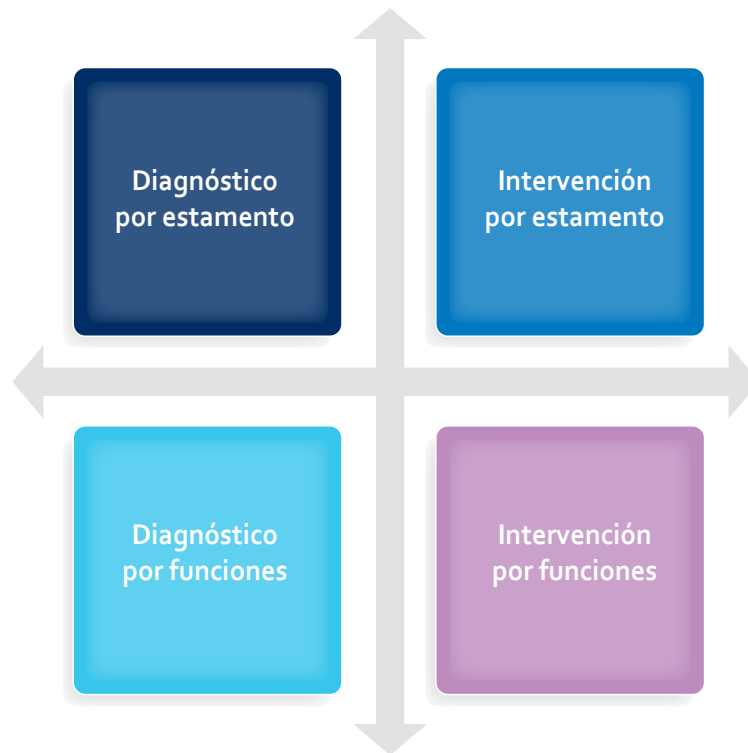 Diagnóstico
por estamento
Intervención
por estamento
Diagnóstico
por funciones
Intervención
por funciones